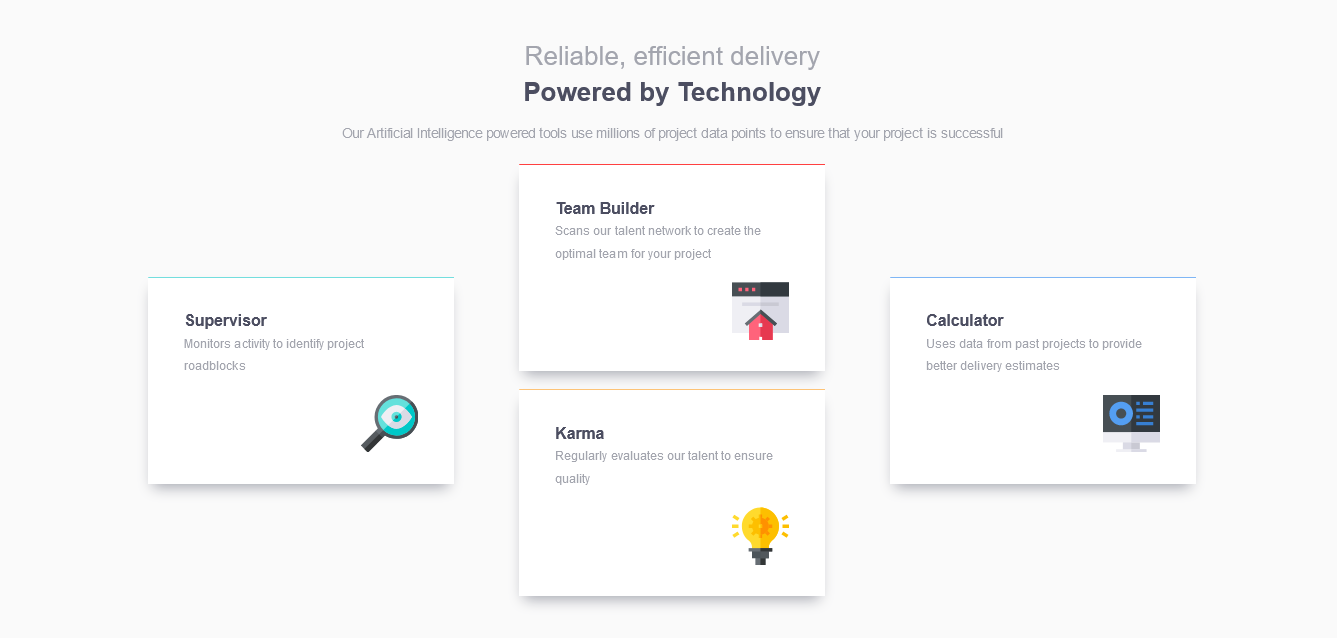 Reliable, efficient delivery
Powered by Technology
Our Artificial Intelligence powered tools use millions of project data points to ensure that your project is successful
Supervisor
Monitors activity to identify project
roadblocks
Team Builder
Scans our talent network to create the
optimal team for your project
Karma
Regularly evaluates our talent to ensure
quality
Calculator
Uses data from past projects to provide
better delivery estimates